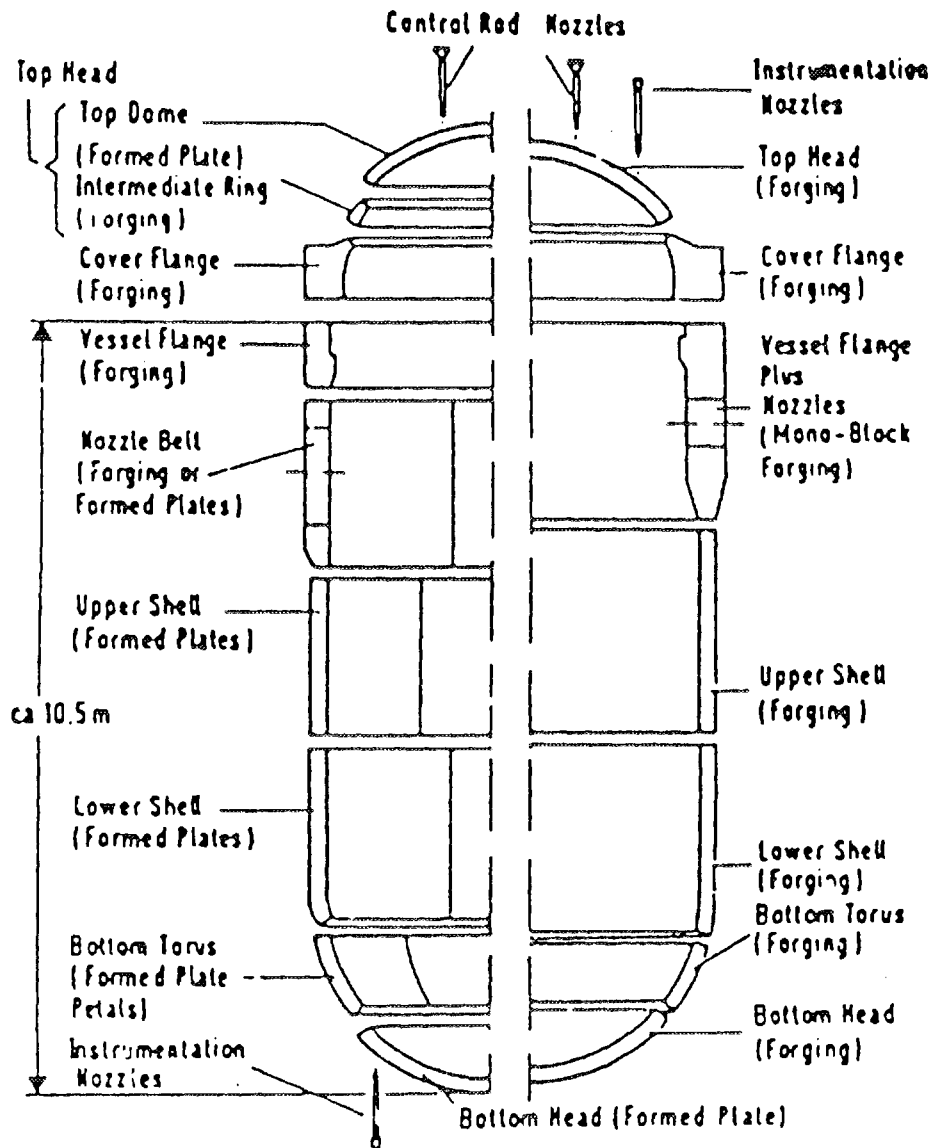 Control Rod Nozzles
Top Head
Top Dome
(Formed Plate)
Intermediate Ring
(Forging)
Cover Flange
(Forging)
Vessel Flange
(Forging)
Nozzle Belt
(Forging or
Formed Plates)
Upper Shell
(Formed Plates)
ca 10.5 m
Lower Shell
(Formed Plates)
Bottom Torus
(Formed Plate
Petals)
Instrumentation
Nozzles
Bottom Head (Formed Plate)
Instrumentation
Nozzles
Top Head
(Forging)
Cover Flange
(Forging)
Vessel Flange
Plus
Nozzles
(Mono-Block
Forging)
Upper Shell
(Forging)
Lower Shell
(Forging)
Bottom Torus
(Forging)
Bottom Head
(Forging)